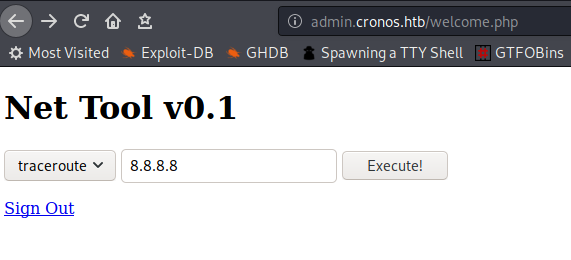 admin.cronos.htb/welcome.php
Most Visited Exploit-DB GHDB Spawning a TTY Shell GTFOBins
Net Tool v0.1
traceroute 8.8.8.8 Execute!
Sign Out